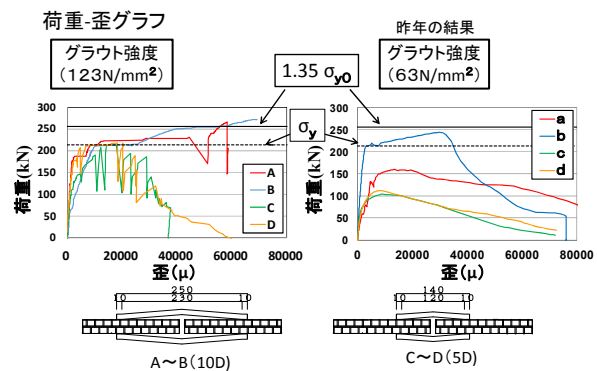 荷重-歪グラフ
昨年の結果
グラウト強度
(123N/mm²)
1.35 σy0
グラウト強度
(63N/mm²)
σy
荷重(kN)
300
250
200
150
100
50
0
A
B
C
D
0 20000 40000 60000 80000
歪(μ)
荷重(kN)
300
250
200
150
100
50
0
a
b
c
d
0 20000 40000 60000 80000
歪(μ)
250
10 230 10
A～B(10D)
140
10 120 10
C～D(5D)